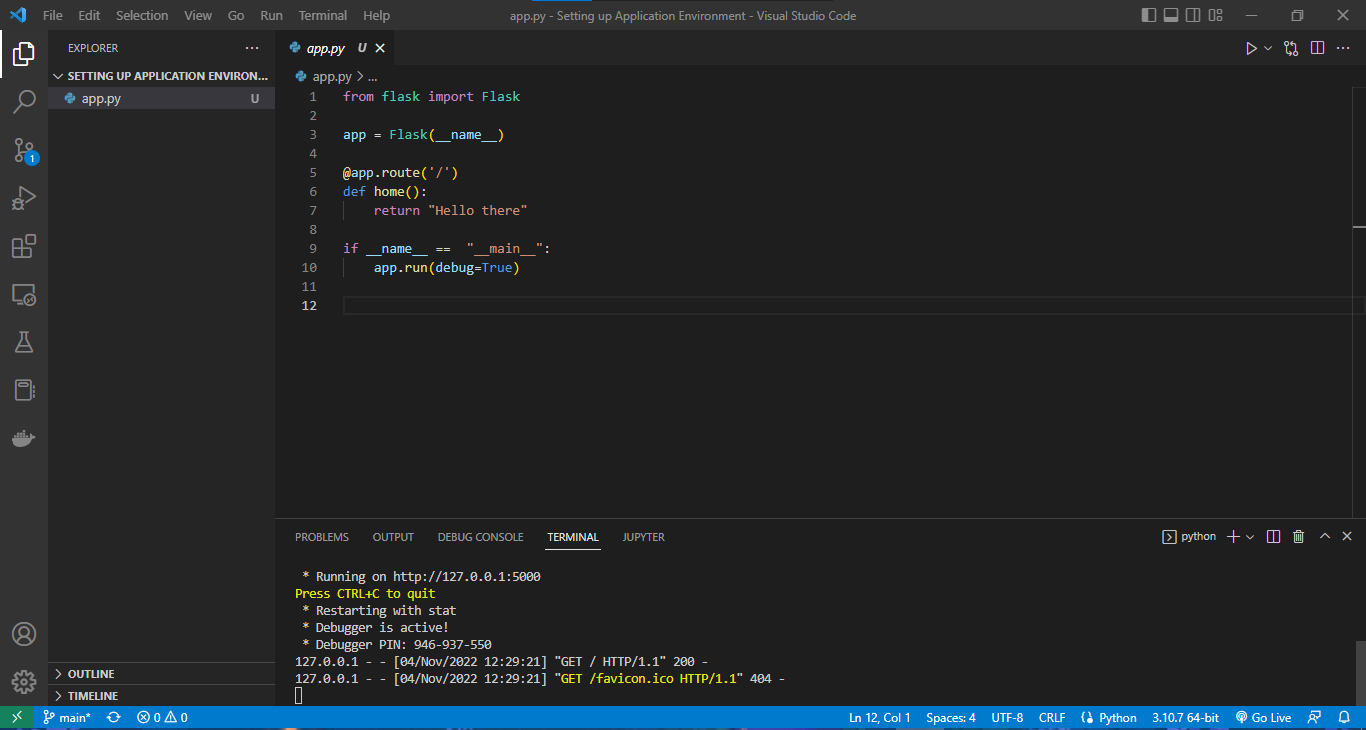 File Edit Selection View Go Run Terminal Help
app.py - Setting up Application Environment - Visual Studio Code
EXPLORER
SETTING UP APPLICATION ENVIRON...
app.py U
1
OUTLINE
TIMELINE
app.py U
app.py > ...
1 from flask import Flask
2
3 app = Flask(__name__)
4
5 @app.route('/')
6 def home():
7 return "Hello there"
8
9 if __name__ ==  "__main__":
10 app.run(debug=True)
11
12
PROBLEMS OUTPUT DEBUG CONSOLE TERMINAL JUPYTER
python
* Running on http://127.0.0.1:5000
Press CTRL+C to quit
* Restarting with stat
* Debugger is active!
* Debugger PIN: 946-937-550
127.0.0.1 - - [04/Nov/2022 12:29:21] "GET / HTTP/1.1" 200 -
127.0.0.1 - - [04/Nov/2022 12:29:21] "GET /favicon.ico HTTP/1.1" 404 -
main* 0 0 Ln 12, Col 1 Spaces: 4 UTF-8 CRLF Python 3.10.7 64-bit Go Live